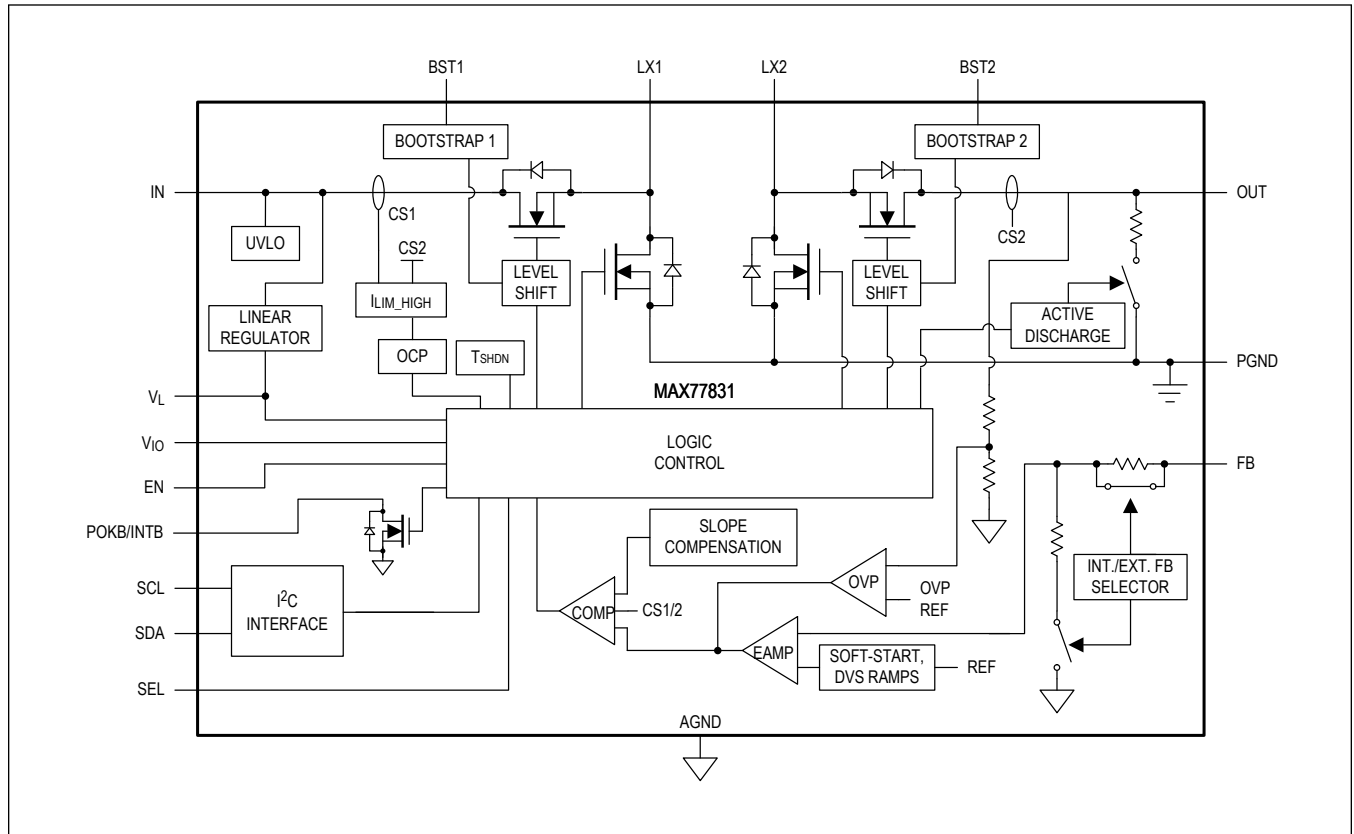 BST1
LX1
LX2
BST2
BOOTSTRAP 1
BOOTSTRAP 2
IN
OUT
CS1
CS2
UVLO
CS2
LEVEL
SHIFT
LEVEL
SHIFT
ILIM_HIGH
LINEAR
REGULATOR
ACTIVE
DISCHARGE
OCP
TSHDN
PGND
MAX77831
VL
VIO
LOGIC
CONTROL
FB
EN
POKB/INTB
SLOPE
COMPENSATION
INT./EXT. FB
SELECTOR
OVP
OVP
REF
SCL
I2C
INTERFACE
COMP
CS1/2
SDA
EAMP
SOFT-START,
DVS RAMPS
REF
SEL
AGND